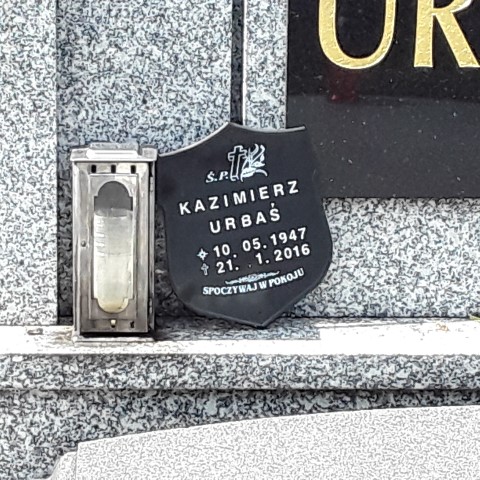 UR
Ś.P.
KAZIMIERZ
URBAŚ
10. 05. 1947
21. 1. 2016
SPOCZYWAJ W POKOJU